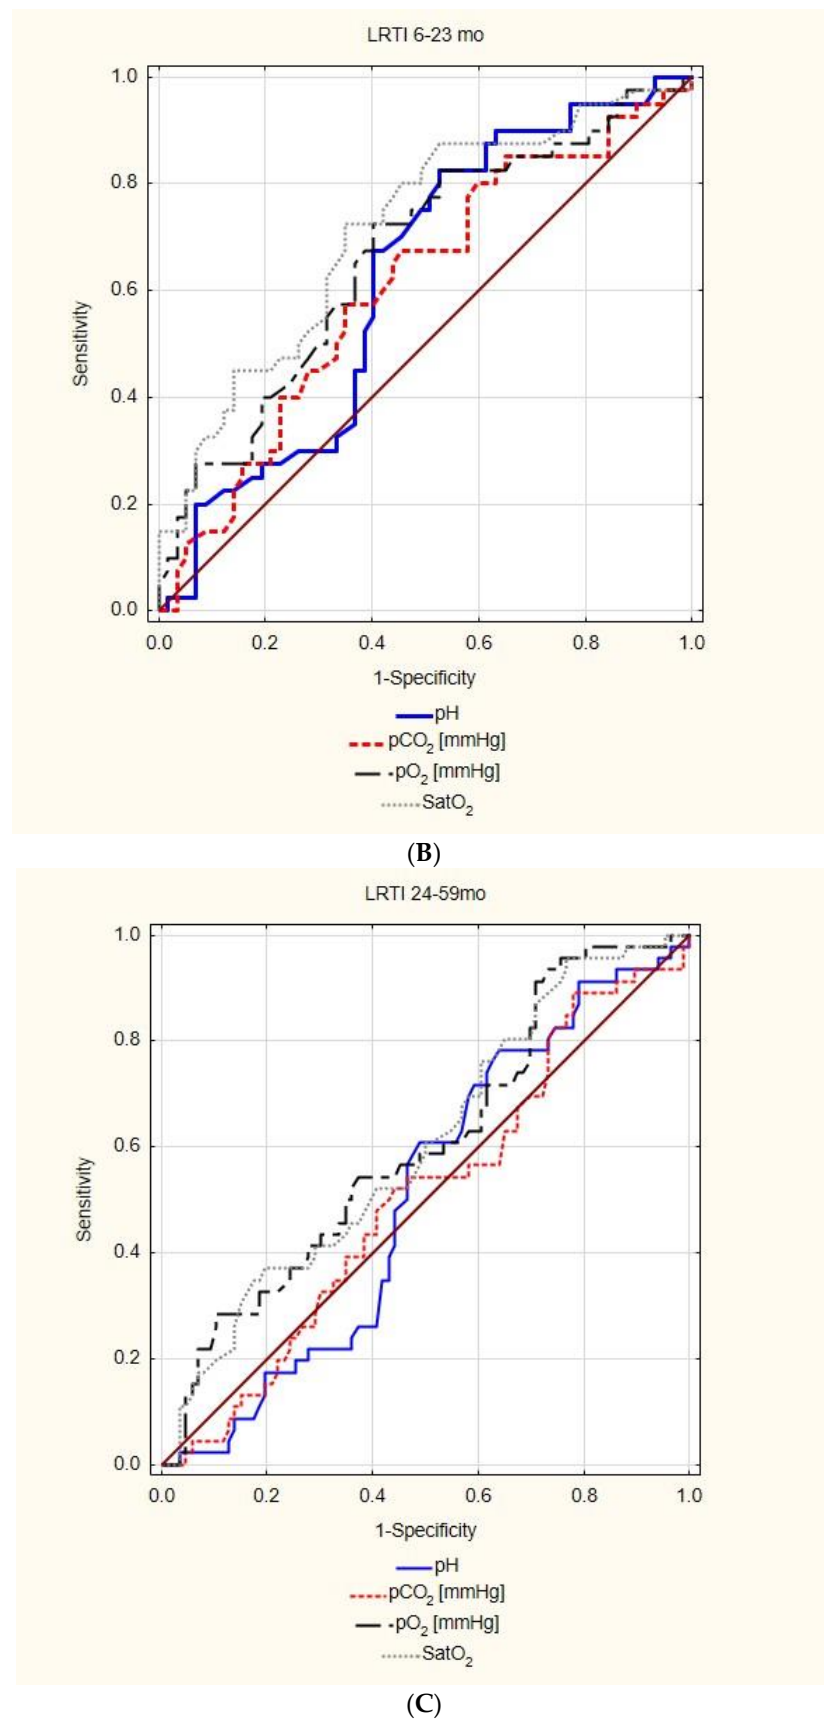 LRTI 6-23 mo
1.0
0.8
0.6
0.4
0.2
0.0
Sensitivity
0.0 0.2 0.4 0.6 0.8 1.0
1-Specificity
pH
pCO2 [mmHg]
pO2 [mmHg]
SatO2
(B)
LRTI 24-59mo
1.0
0.8
0.6
0.4
0.2
0.0
Sensitivity
0.0 0.2 0.4 0.6 0.8 1.0
1-Specificity
pH
pCO2 [mmHg]
pO2 [mmHg]
SatO2
(C)